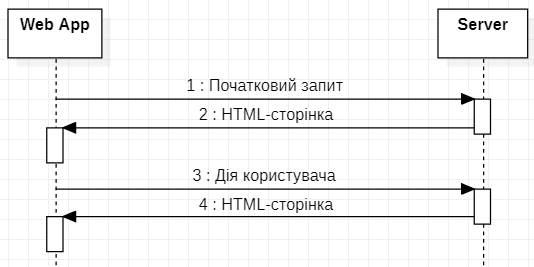 Web App
Server
1 : Початковий запит
2 : HTML-сторінка
3 : Дія користувача
4 : HTML-сторінка